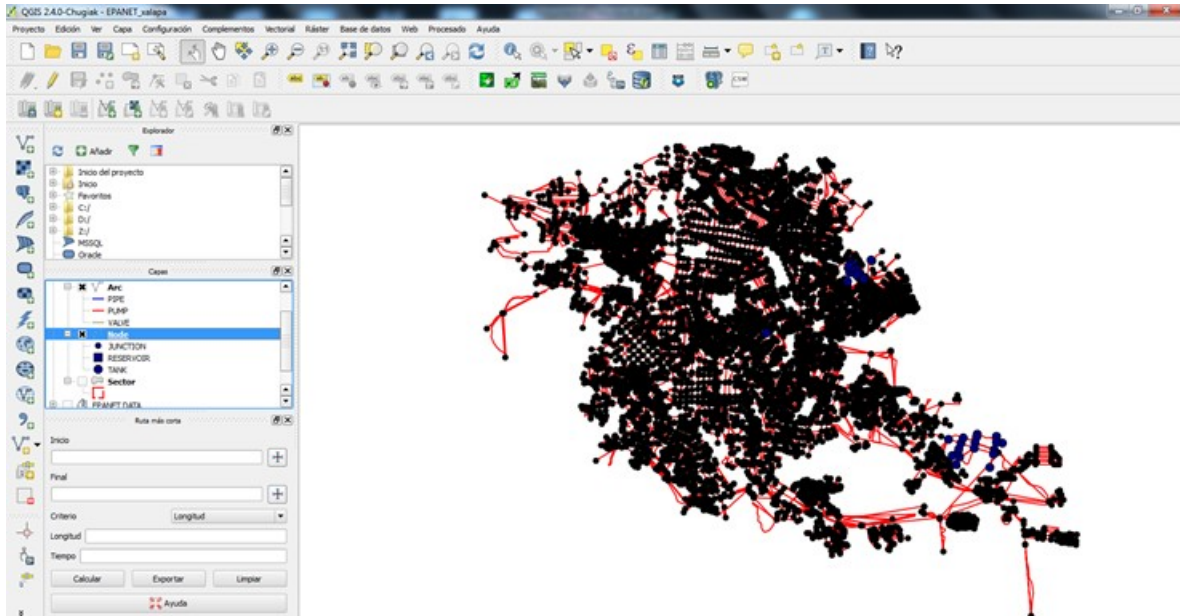 QGIS 2.4.0-Chugiak - EPANET_xalapa
Proyecto Edición Ver Capa Configuración Complementos Vectorial Ráster Base de datos Web Procesado Ayuda
Explorador
Añadir
Inicio del proyecto
Inicio
Favoritos
C:/
D:/
Z:/
MSSQL
Oracle
Capas
Arc
PIPE
PUMP
VALVE
Node
JUNCTION
RESERVOIR
TANK
Sector
EPANET DATA
Ruta más corta
Inicio
Final
Criterio Longitud
Longitud
Tiempo
Calcular Exportar Limpiar
Ayuda